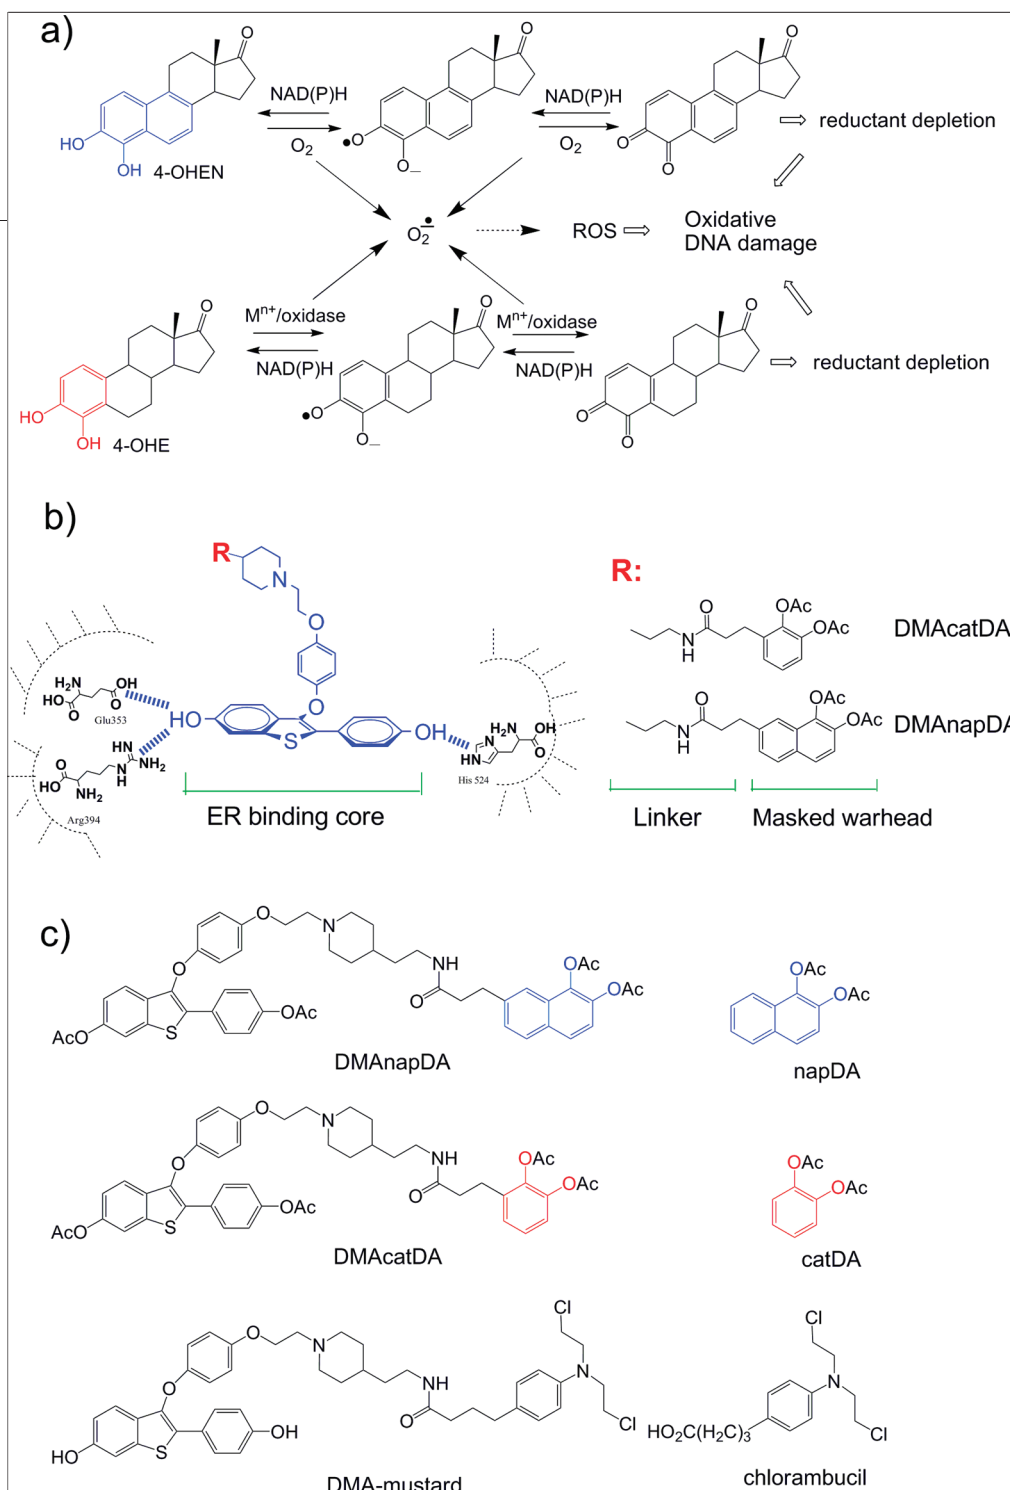 a)
O
O
O
NAD(P)H
NAD(P)H
HO
OH
4-OHEN
O2
•O
O–
O2
O
O
reductant depletion
O2•–
ROS
Oxidative
DNA damage
O
O
O
Mn+/oxidase
Mn+/oxidase
NAD(P)H
NAD(P)H
reductant depletion
HO
OH
4-OHE
•O
O–
O
O
b)
R
N
O
O
R:
O
OAc
OAc
NH
DMAcatDA
H2N
OH
HO
O
O
Glu353
HO
S
OH
H2N
OH
O
N
HN
His 524
O
OAc
OAc
NH
DMAnapDA
NH
O
HO
NH2
N
H
NH2
Arg394
ER binding core
Linker
Masked warhead
c)
O
N
NH
O
O
OAc
OAc
AcO
S
OAc
DMAnapDA
OAc
OAc
napDA
O
N
NH
O
O
OAc
OAc
AcO
S
OAc
DMAcatDA
OAc
OAc
catDA
Cl
O
N
NH
N
O
O
Cl
HO
S
OH
DMA-mustard
Cl
N
HO2C(H2C)3
Cl
chlorambucil